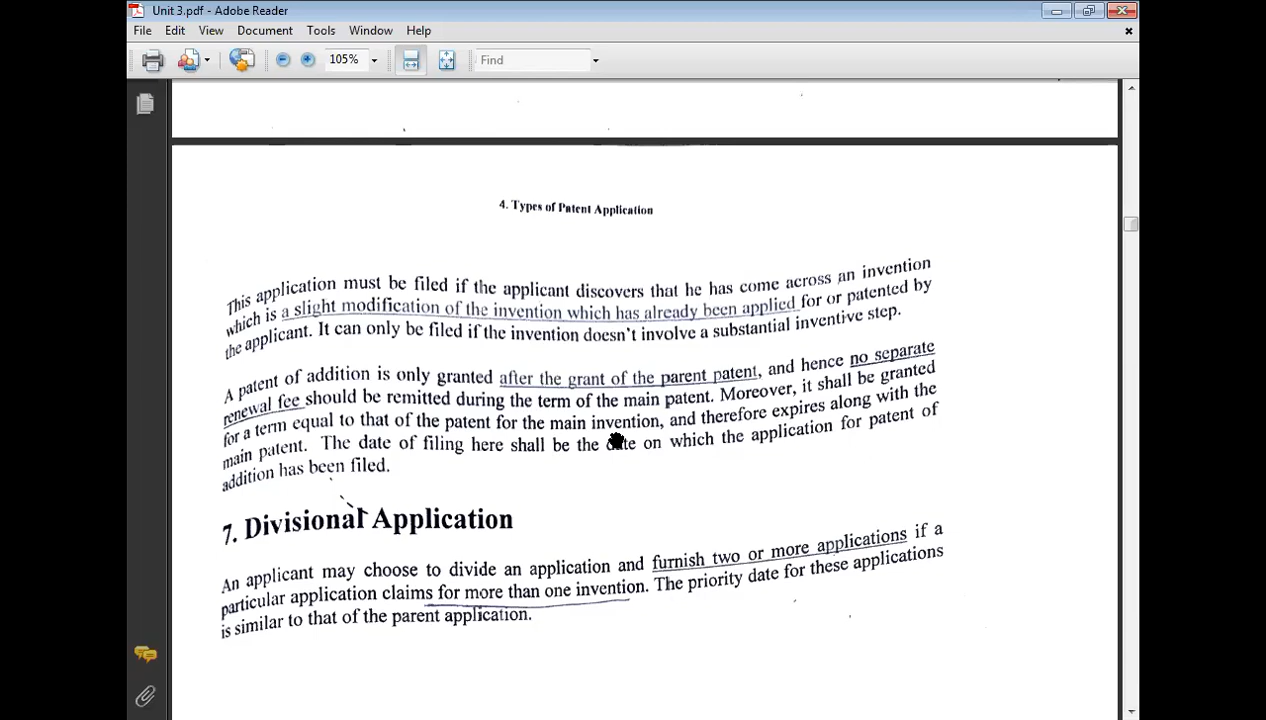 Unit 3.pdf - Adobe Reader
File Edit View Document Tools Window Help
105%
Find
4. Types of Patent Application
This application must be filed if the applicant discovers that he has come across an invention
which is a slight modification of the invention which has already been applied for or patented by
the applicant. It can only be filed if the invention doesn't involve a substantial inventive step.
A patent of addition is only granted after the grant of the parent patent, and hence no separate
renewal fee should be remitted during the term of the main patent. Moreover, it shall be granted
for a term equal to that of the patent for the main invention, and therefore expires along with the
main patent. The date of filing here shall be the date on which the application for patent of
addition has been filed.
7. Divisional Application
An applicant may choose to divide an application and furnish two or more applications if a
particular application claims for more than one invention. The priority date for these applications
is similar to that of the parent application.